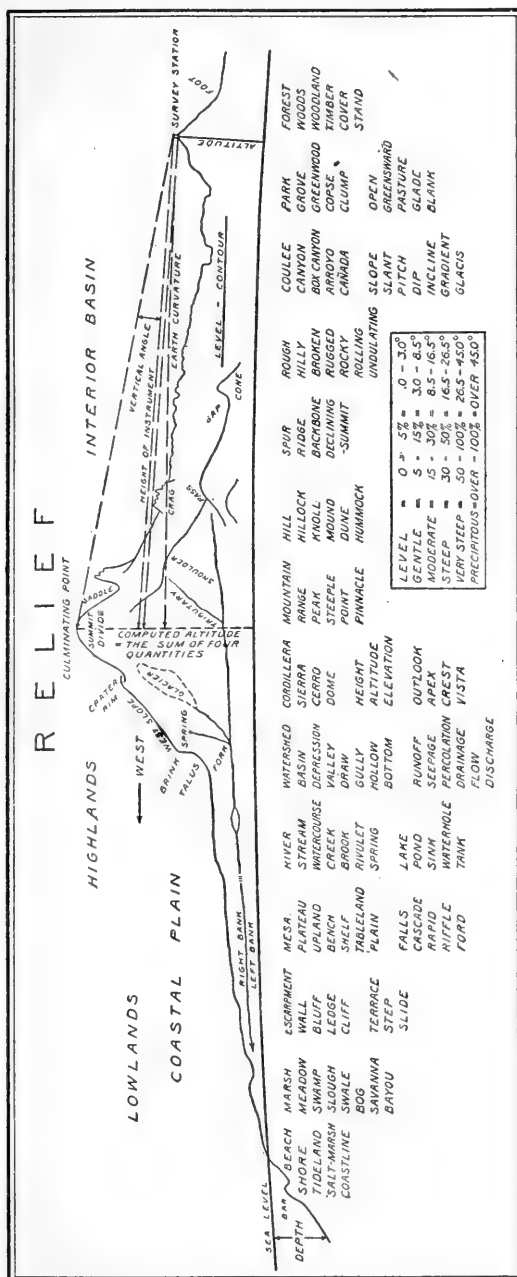 RELIEF
LOWLANDS
HIGHLANDS
INTERIOR BASIN
COASTAL PLAIN
WEST
CULMINATING POINT
SUMMIT
DIVIDE
SADDLE
CRATER
RIM
WEST SLOPE
BRINK
TALUS
SPRING
FORK
GLACIER
TRIBUTARY
SHOULDER
PASS
GAP
CONE
CRAG
COMPUTED ALTITUDE
= THE SUM OF FOUR
QUANTITIES
VERTICAL ANGLE
HEIGHT OF INSTRUMENT
EARTH CURVATURE
LEVEL - CONTOUR
SURVEY STATION
FOOT
ALTITUDE
RIGHT BANK
LEFT BANK
SEA LEVEL
BAR
DEPTH
BEACH
SHORE
TIDELAND
SALT-MARSH
COASTLINE
MARSH
MEADOW
SWAMP
SLOUGH
SWALE
BOG
SAVANNA
BAYOU
ESCARPMENT
WALL
BLUFF
LEDGE
CLIFF
TERRACE
STEP
SLIDE
MESA
PLATEAU
UPLAND
BENCH
SHELF
TABLELAND
PLAIN
FALLS
CASCADE
RAPID
RIFFLE
FORD
RIVER
STREAM
WATERCOURSE
CREEK
BROOK
RIVULET
SPRING
LAKE
POND
SINK
WATERHOLE
TANK
WATERSHED
BASIN
DEPRESSION
VALLEY
DRAW
GULLY
HOLLOW
BOTTOM
RUNOFF
SEEPAGE
PERCOLATION
DRAINAGE
FLOW
DISCHARGE
CORDILLERA
SIERRA
CERRO
DOME
HEIGHT
ALTITUDE
ELEVATION
OUTLOOK
APEX
CREST
VISTA
MOUNTAIN
RANGE
PEAK
STEEPLE
POINT
PINNACLE
HILL
HILLOCK
KNOLL
MOUND
DUNE
HUMMOCK
SPUR
RIDGE
BACKBONE
DECLINING
-SUMMIT
ROUGH
HILLY
BROKEN
RUGGED
ROCKY
ROLLING
UNDULATING
COULEE
CANYON
BOX CANYON
ARROYO
CAÑADA
SLOPE
SLANT
PITCH
DIP
INCLINE
GRADIENT
GLACIS
PARK
GROVE
GREENWOOD
COPSE
CLUMP
OPEN
GREENSWARD
PASTURE
GLADE
BLANK
FOREST
WOODS
WOODLAND
TIMBER
COVER
STAND
LEVEL = 0 - 5% = .0 - 3.0°
GENTLE = 5 - 15% = 3.0 - 8.5°
MODERATE = 15 - 30% = 8.5 - 16.5°
STEEP = 30 - 50% = 16.5 - 26.5°
VERY STEEP = 50 - 100% = 26.5 - 45.0°
PRECIPITOUS = OVER - 100% = OVER 45.0°